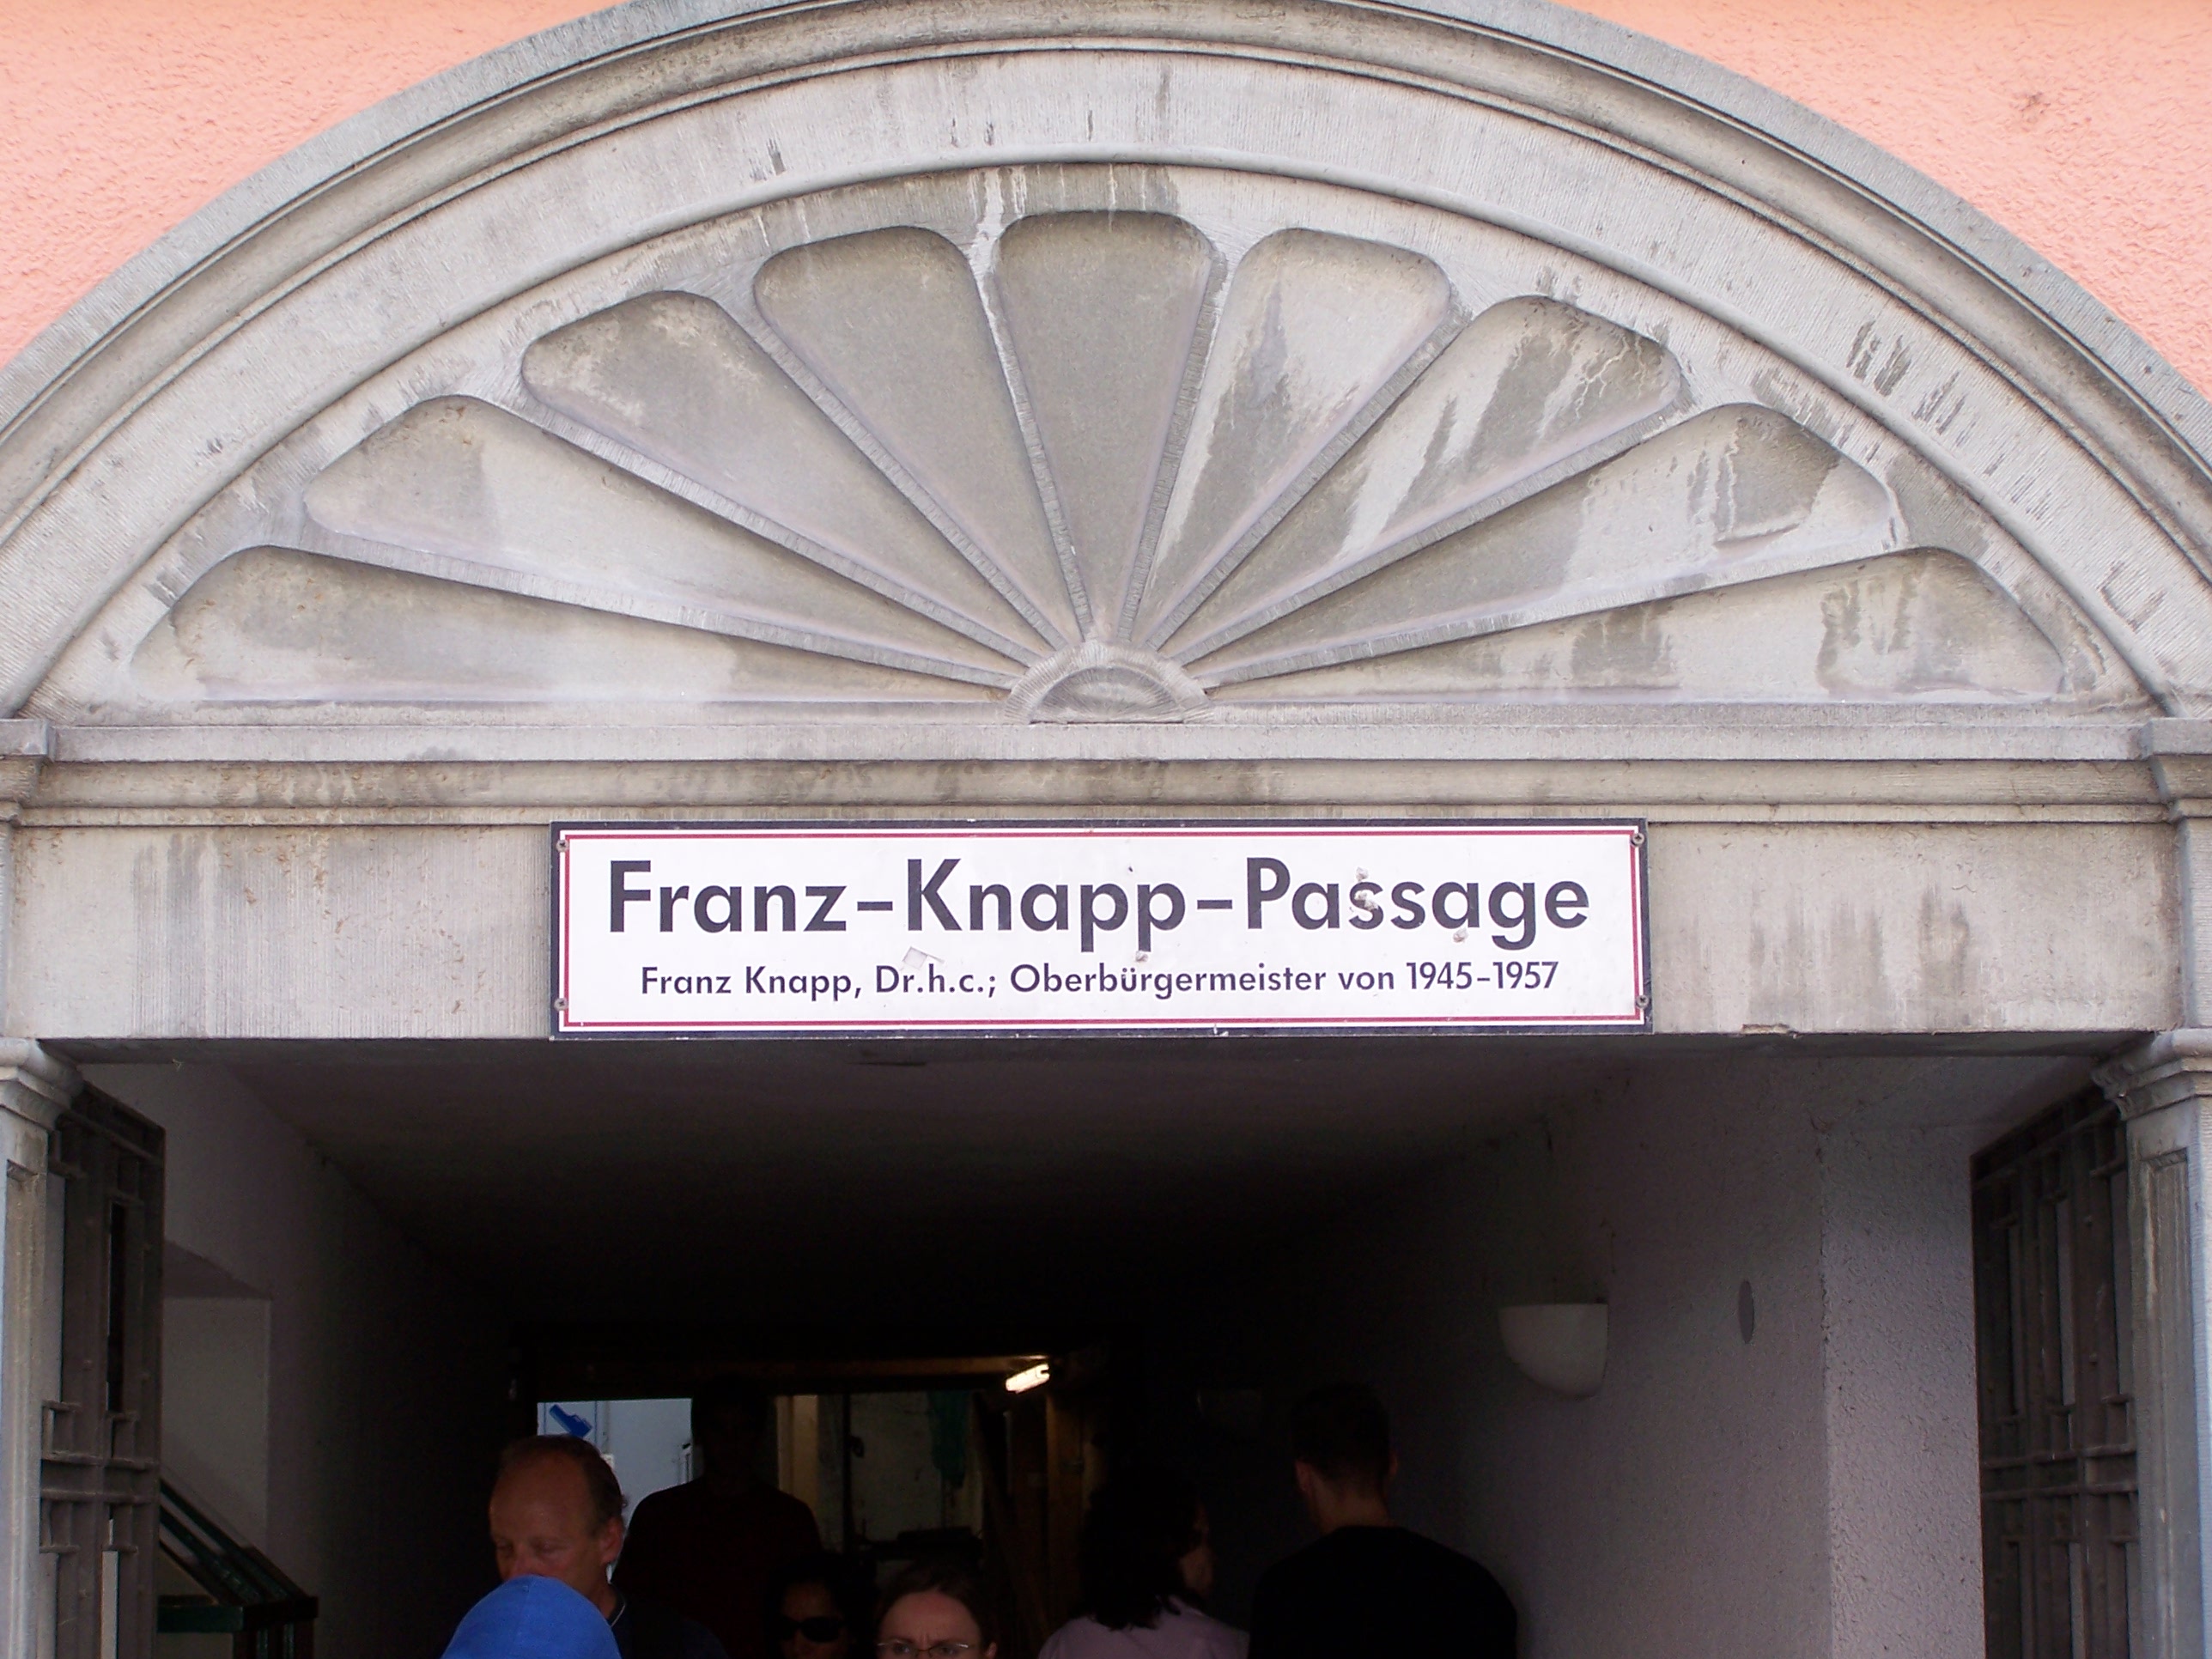 Franz-Knapp-Passage
Franz Knapp, Dr.h.c.; Oberbürgermeister von 1945-1957